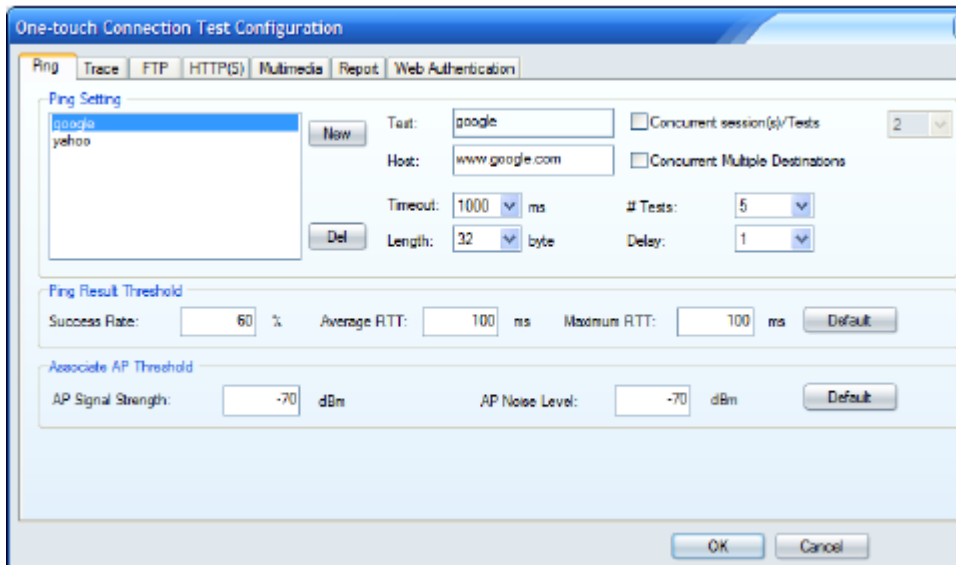 One-touch Connection Test Configuration
Ping Trace FTP HTTP(S) Multimedia Report Web Authentication
Ping Setting
google
yahoo
New
Del
Test: google
Concurrent session(s)/Tests 2
Host: www.google.com
Concurrent Multiple Destinations
Timeout: 1000 ms # Tests: 5
Length: 32 byte Delay: 1
Ping Result Threshold
Success Rate: 60 % Average RTT: 100 ms Maximum RTT: 100 ms Default
Associate AP Threshold
AP Signal Strength: -70 dBm AP Noise Level: -70 dBm Default
OK Cancel